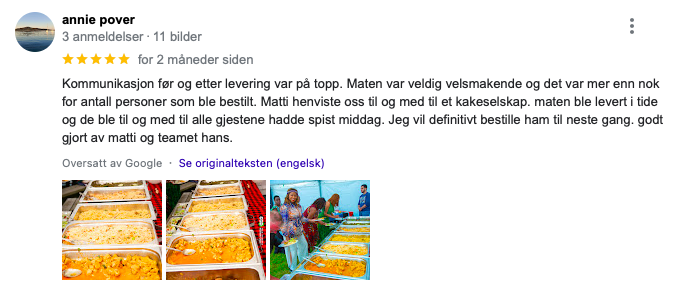 annie pover
3 anmeldelser · 11 bilder
for 2 måneder siden
Kommunikasjon før og etter levering var på topp. Maten var veldig velsmakende og det var mer enn nok
for antall personer som ble bestilt. Matti henviste oss til og med til et kakeselskap. maten ble levert i tide
og de ble til og med til alle gjestene hadde spist middag. Jeg vil definitivt bestille ham til neste gang. godt
gjort av matti og teamet hans.
Oversatt av Google · Se originalteksten (engelsk)